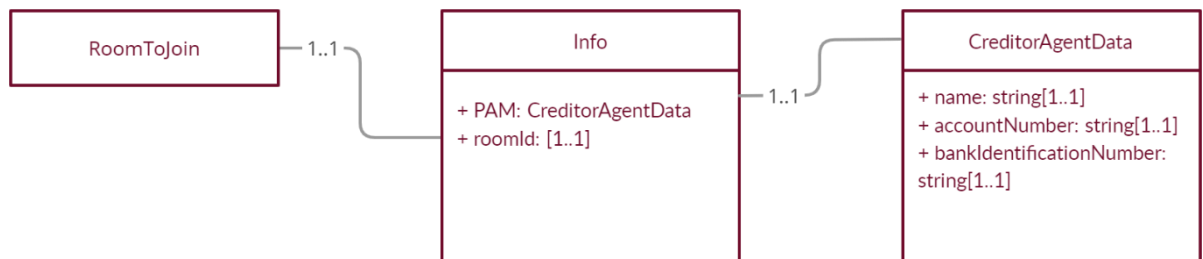 RoomToJoin
1..1
Info
+ PAM: CreditorAgentData
+ roomId: [1..1]
1..1
CreditorAgentData
+ name: string[1..1]
+ accountNumber: string[1..1]
+ bankIdentificationNumber:
string[1..1]